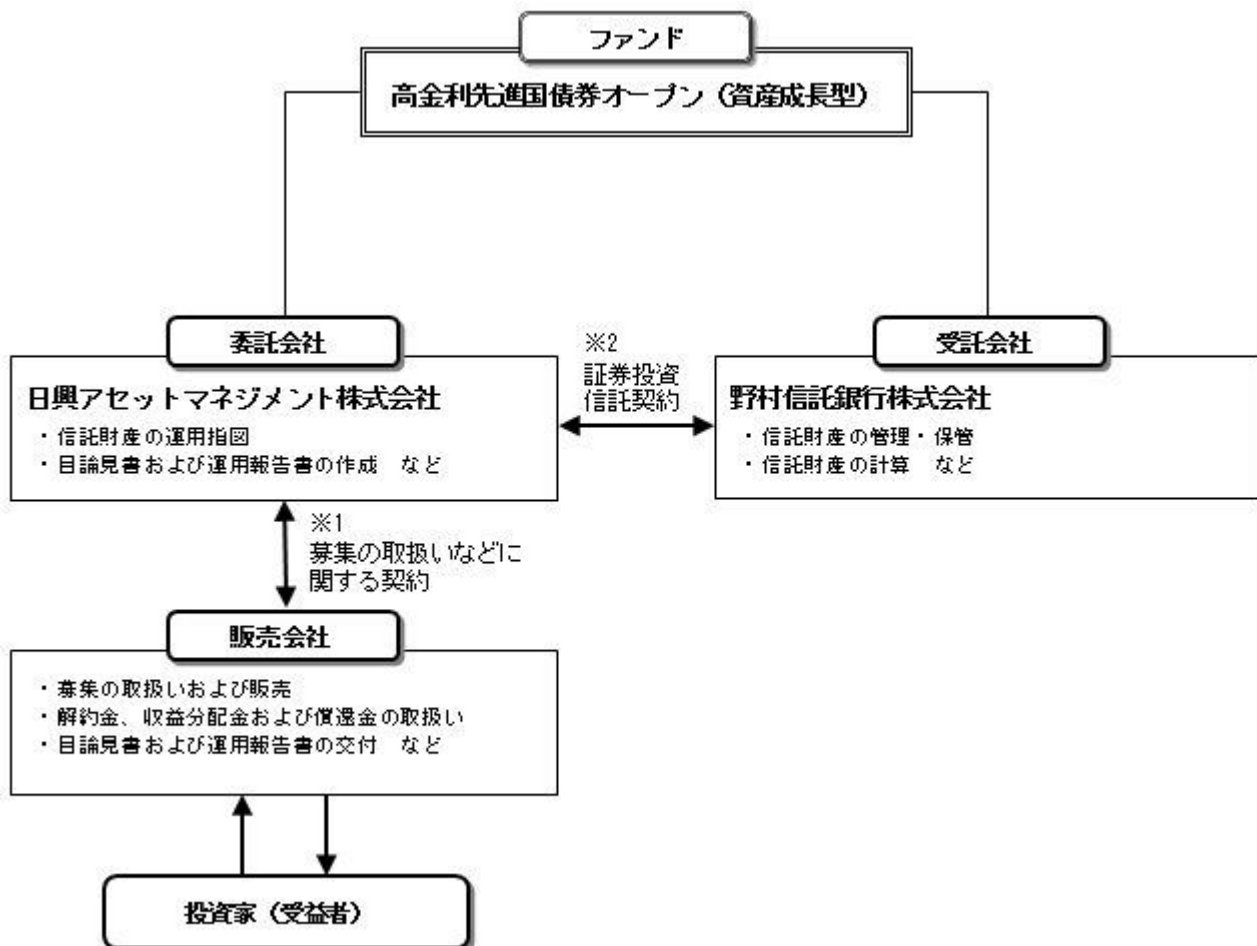 ファンド
高金利先進国債券オープン（資産成長型）
委託会社
日興アセットマネジメント株式会社
・信託財産の運用指図
・目論見書および運用報告書の作成　など
※2
証券投資
信託契約
受託会社
野村信託銀行株式会社
・信託財産の管理・保管
・信託財産の計算　など
※1
募集の取扱いなどに
関する契約
販売会社
・募集の取扱いおよび販売
・解約金、収益分配金および償還金の取扱い
・目論見書および運用報告書の交付　など
投資家（受益者）